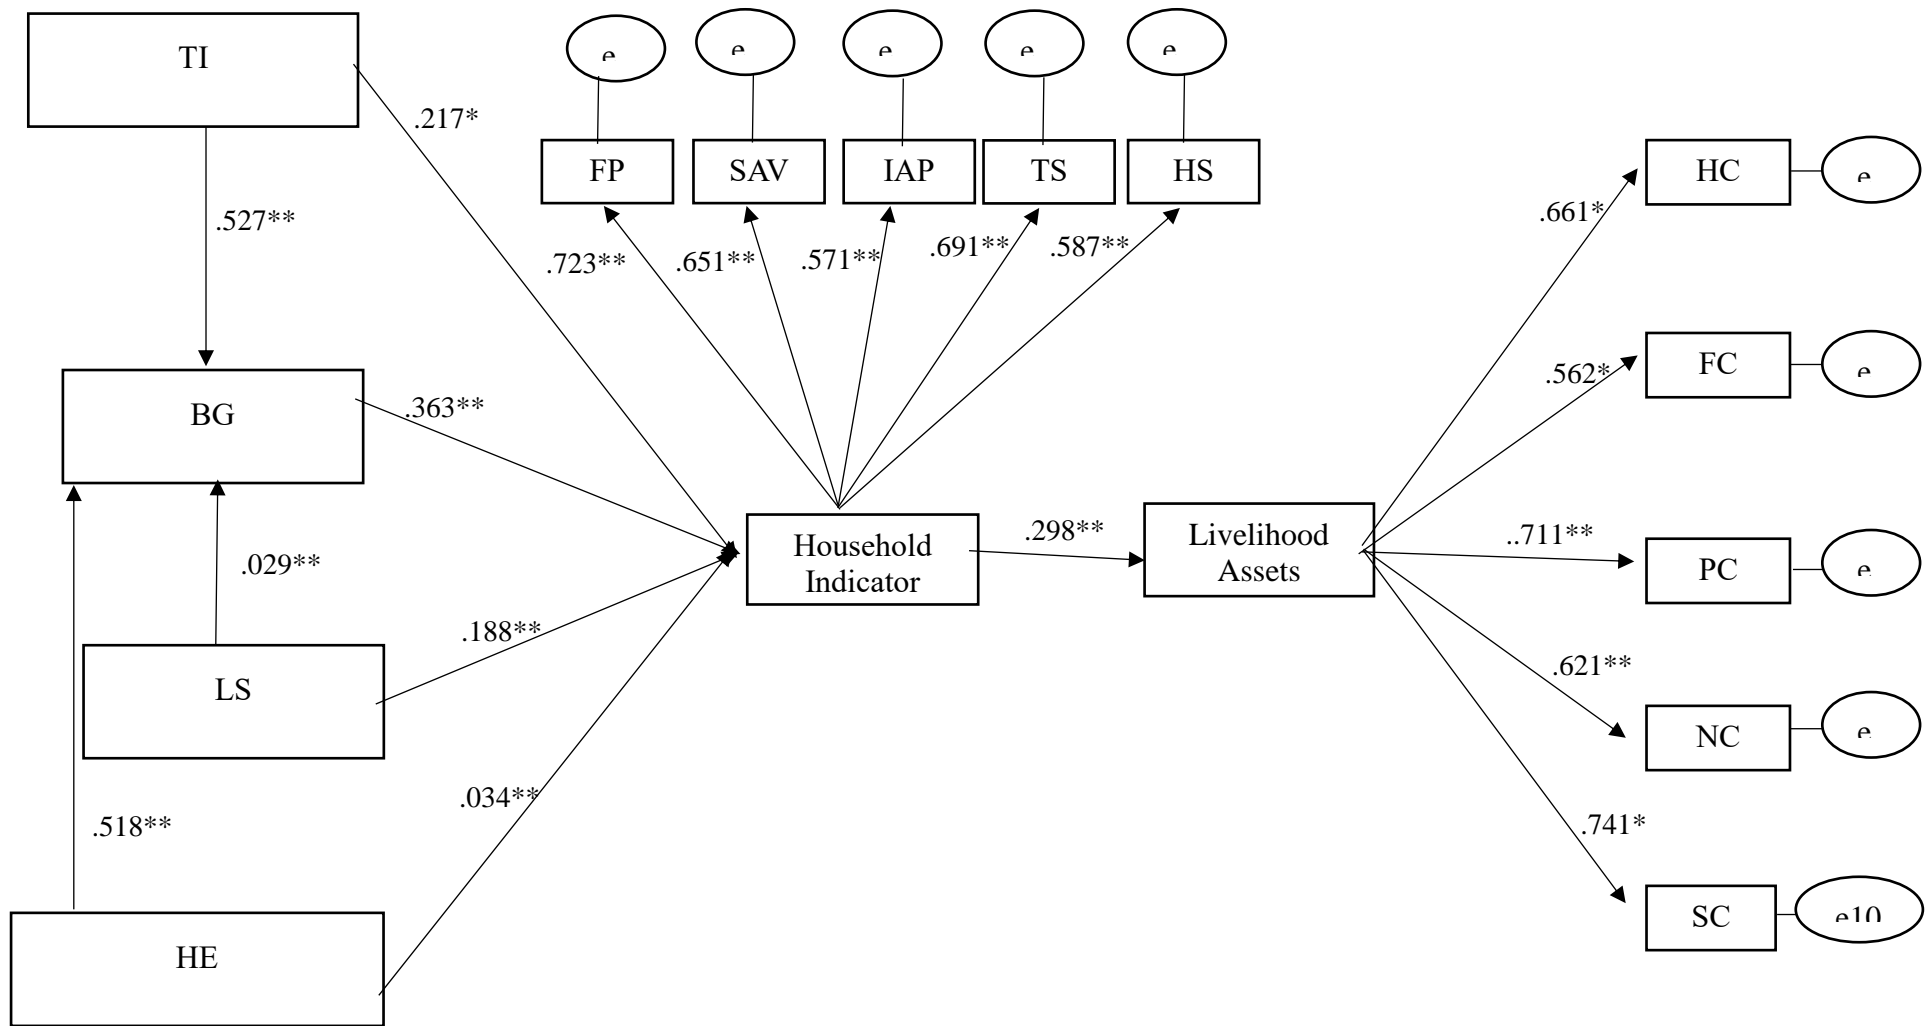 TI
e
e
e
e
e
.217*
FP
SAV
IAP
TS
HS
HC
e
.527**
.661*
.723**
.651**
.571**
.691**
.587**
BG
.363**
.562*
FC
e
.029**
Household
Indicator
.298**
Livelihood
Assets
..711**
PC
e
LS
.188**
.621**
NC
e
.518**
.034**
.741*
HE
SC
e10